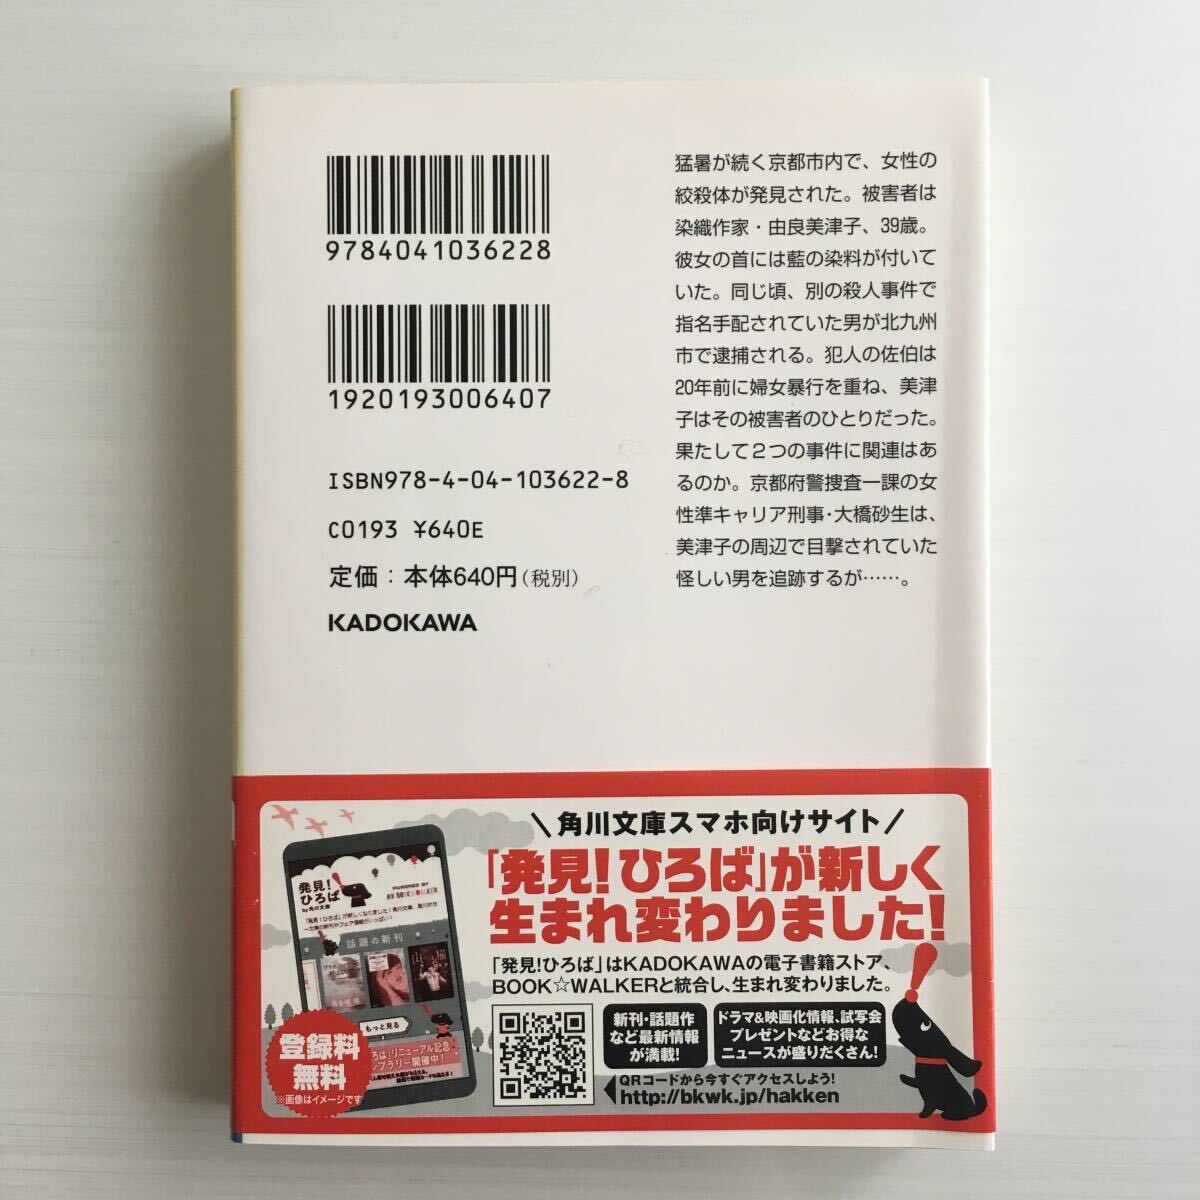 9784041036228
1920193006407
ISBN978-4-04-103622-8
C0193 ¥640E
定価：本体640円（税別）
KADOKAWA
猛暑が続く京都市内で、女性の
絞殺体が発見された。被害者は
染織作家・由良美津子、39歳。
彼女の首には藍の染料が付いて
いた。同じ頃、別の殺人事件で
指名手配されていた男が北九州
市で逮捕される。犯人の佐伯は
20年前に婦女暴行を重ね、美津
子はその被害者のひとりだった。
果たして２つの事件に関連はあ
るのか。京都府警捜査一課の女
性準キャリア刑事・大橋砂生は、
美津子の周辺で目撃されていた
怪しい男を追跡するが……。
＼角川文庫スマホ向けサイト／
「発見！ひろば」が新しく
生まれ変わりました！
「発見！ひろば」はKADOKAWAの電子書籍ストア、
BOOK☆WALKERと統合し、生まれ変わりました。
新刊・話題作
など最新情報
が満載！
ドラマ&映画化情報、試写会
プレゼントなどお得な
ニュースが盛りだくさん！
QRコードから今すぐアクセスしよう！
http://bkwk.jp/hakken
発見！
ひろば
by角川文庫
POWERED BY
BOOK☆WALKER
話題の新刊
もっと見る
登録料
無料
※画像はイメージです